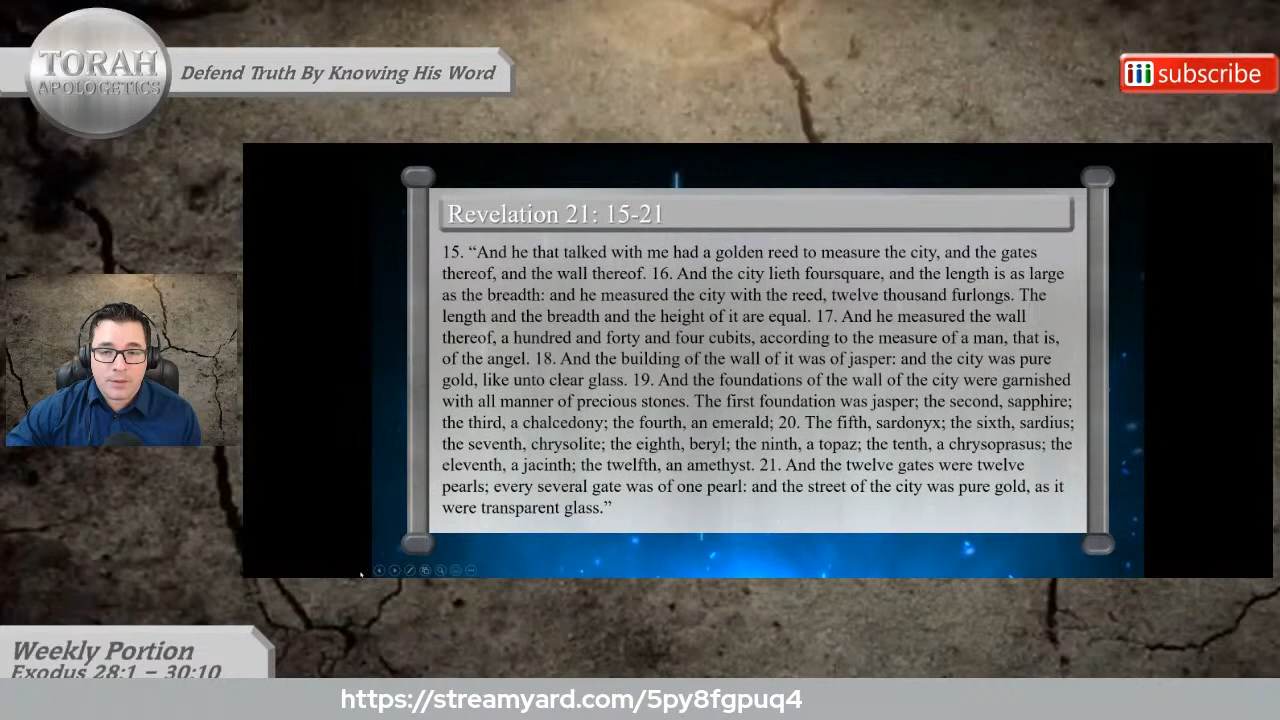 TORAH
APOLOGETICS
Defend Truth By Knowing His Word
subscribe
Revelation 21: 15-21
15. “And he that talked with me had a golden reed to measure the city, and the gates
thereof, and the wall thereof. 16. And the city lieth foursquare, and the length is as large
as the breadth: and he measured the city with the reed, twelve thousand furlongs. The
length and the breadth and the height of it are equal. 17. And he measured the wall
thereof, a hundred and forty and four cubits, according to the measure of a man, that is,
of the angel. 18. And the building of the wall of it was of jasper: and the city was pure
gold, like unto clear glass. 19. And the foundations of the wall of the city were garnished
with all manner of precious stones. The first foundation was jasper; the second, sapphire;
the third, a chalcedony; the fourth, an emerald; 20. The fifth, sardonyx; the sixth, sardius;
the seventh, chrysolite; the eighth, beryl; the ninth, a topaz; the tenth, a chrysoprasus; the
eleventh, a jacinth; the twelfth, an amethyst. 21. And the twelve gates were twelve
pearls; every several gate was of one pearl: and the street of the city was pure gold, as it
were transparent glass.”
Weekly Portion
Exodus 28:1 – 30:10
https://streamyard.com/5py8fgpuq4